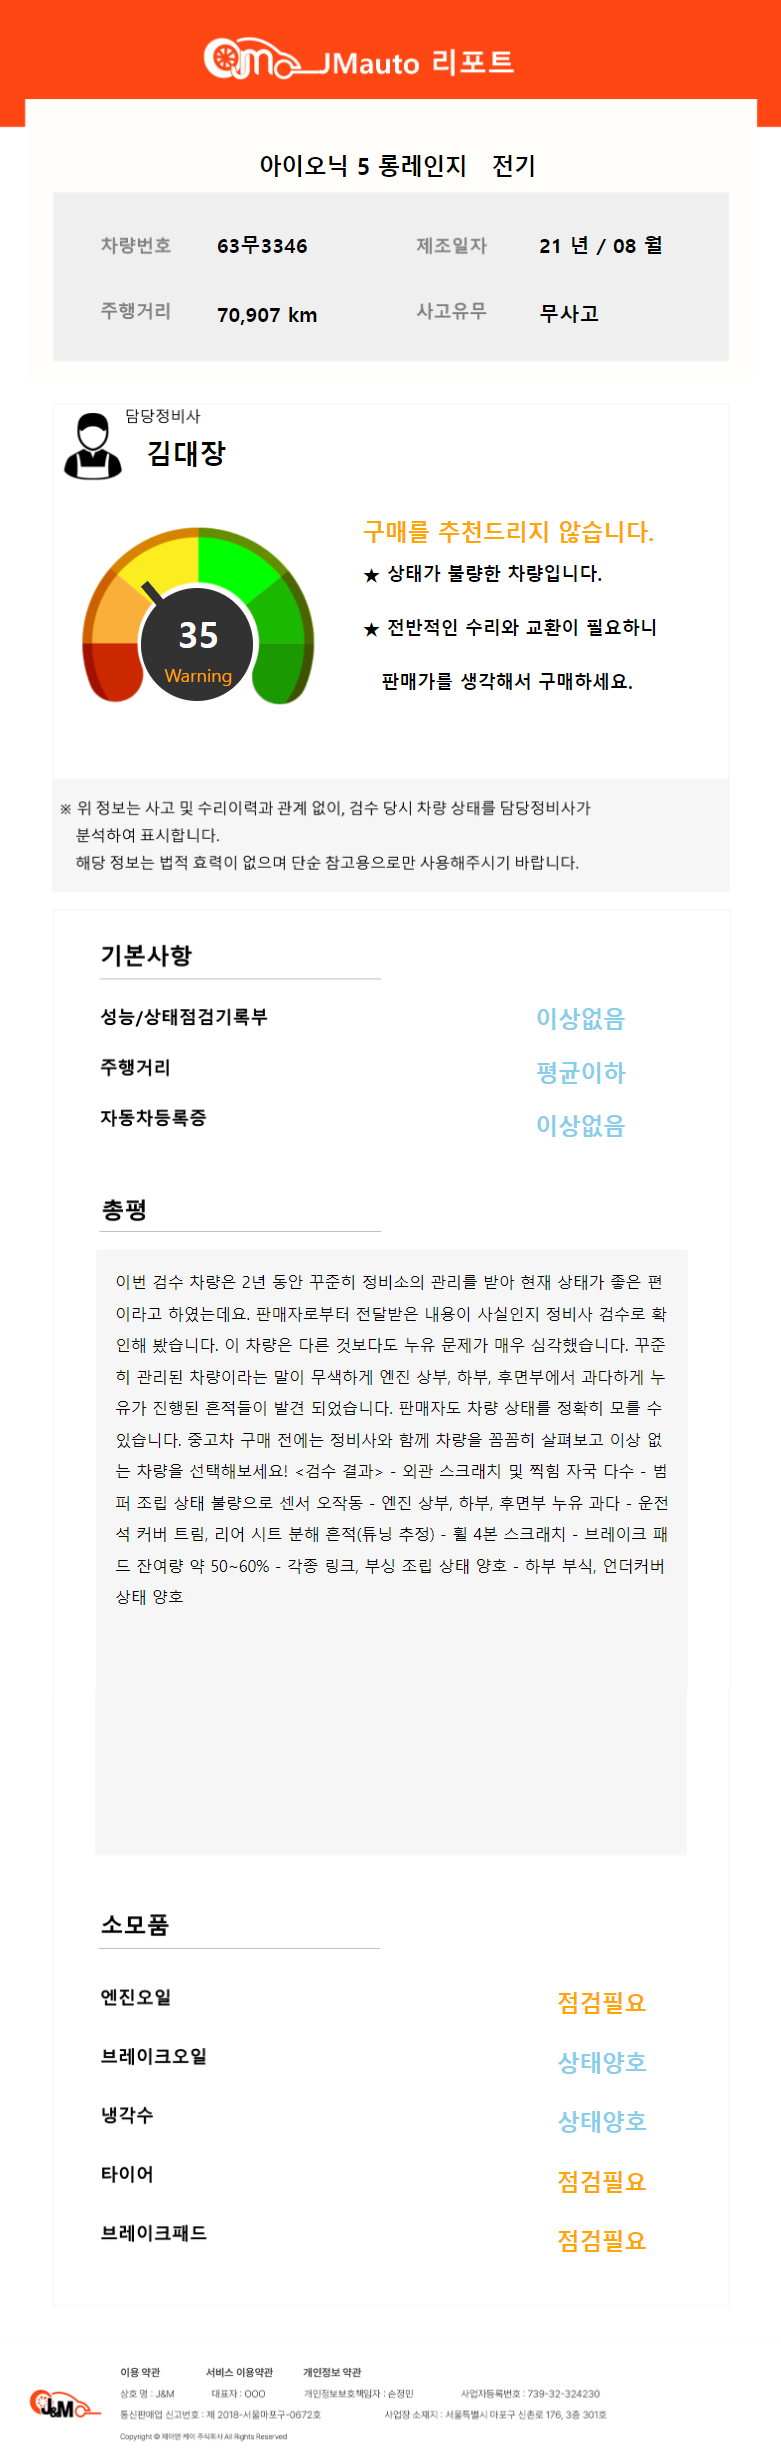 JMauto 리포트
아이오닉 5 롱레인지 전기
차량번호 63무3346 제조일자 21 년 / 08 월
주행거리 70,907 km 사고유무 무사고
담당정비사
김대장
구매를 추천드리지 않습니다.
★ 상태가 불량한 차량입니다.
★ 전반적인 수리와 교환이 필요하니
판매가를 생각해서 구매하세요.
35
Warning
※ 위 정보는 사고 및 수리이력과 관계 없이, 검수 당시 차량 상태를 담당정비사가
분석하여 표시합니다.
해당 정보는 법적 효력이 없으며 단순 참고용으로만 사용해주시기 바랍니다.
기본사항
성능/상태점검기록부 이상없음
주행거리 평균이하
자동차등록증 이상없음
총평
이번 검수 차량은 2년 동안 꾸준히 정비소의 관리를 받아 현재 상태가 좋은 편
이라고 하였는데요. 판매자로부터 전달받은 내용이 사실인지 정비사 검수로 확
인해 봤습니다. 이 차량은 다른 것보다도 누유 문제가 매우 심각했습니다. 꾸준
히 관리된 차량이라는 말이 무색하게 엔진 상부, 하부, 후면부에서 과다하게 누
유가 진행된 흔적들이 발견 되었습니다. 판매자도 차량 상태를 정확히 모를 수
있습니다. 중고차 구매 전에는 정비사와 함께 차량을 꼼꼼히 살펴보고 이상 없
는 차량을 선택해보세요! <검수 결과> - 외관 스크래치 및 찍힘 자국 다수 - 범
퍼 조립 상태 불량으로 센서 오작동 - 엔진 상부, 하부, 후면부 누유 과다 - 운전
석 커버 트림, 리어 시트 분해 흔적(튜닝 추정) - 휠 4본 스크래치 - 브레이크 패
드 잔여량 약 50~60% - 각종 링크, 부싱 조립 상태 양호 - 하부 부식, 언더커버
상태 양호
소모품
엔진오일 점검필요
브레이크오일 상태양호
냉각수 상태양호
타이어 점검필요
브레이크패드 점검필요
이용 약관 서비스 이용약관 개인정보 약관
상호 명 : J&M 대표자 : OOO 개인정보보호책임자 : 손정민 사업자등록번호 : 739-32-324230
통신판매업 신고번호 : 제 2018-서울마포구-0672호 사업장 소재지 : 서울특별시 마포구 신촌로 176, 3층 301호
J&M
Copyright © 제이엔 케이 주식회사 All Rights Reserved